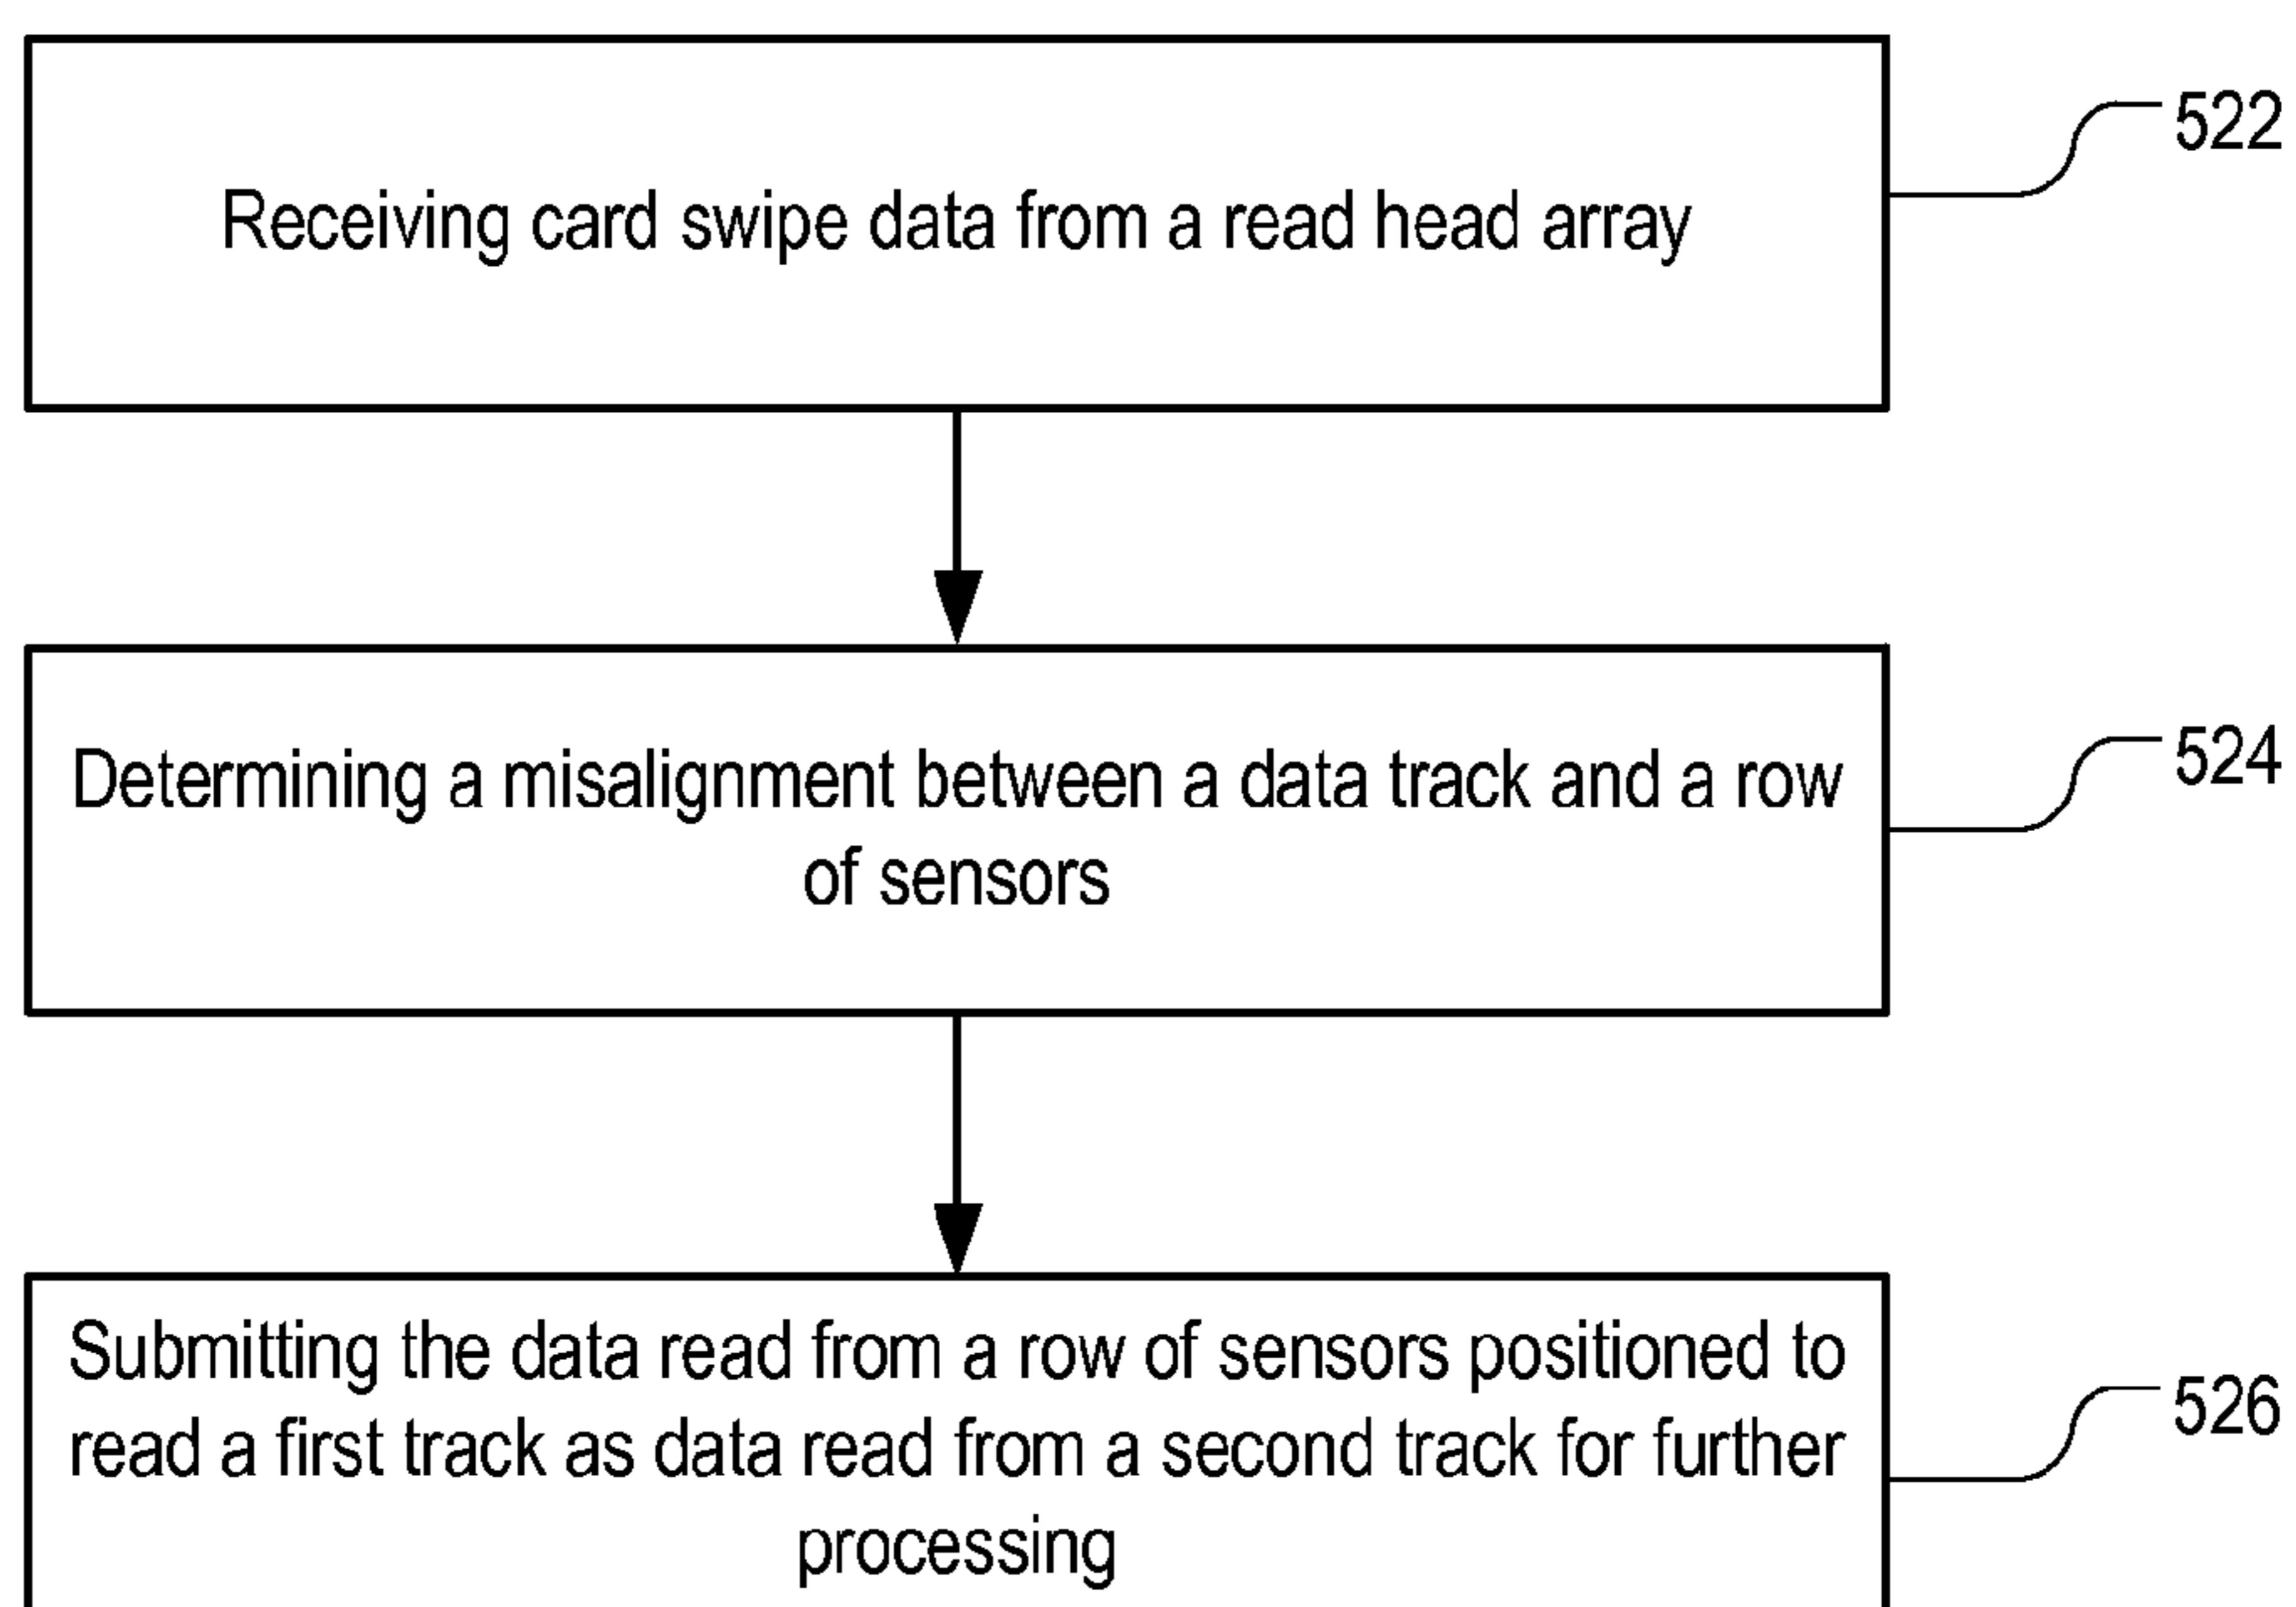 Receiving card swipe data from a read head array
522
Determining a misalignment between a data track and a row
of sensors
524
Submitting the data read from a row of sensors positioned to
read a first track as data read from a second track for further
processing
526